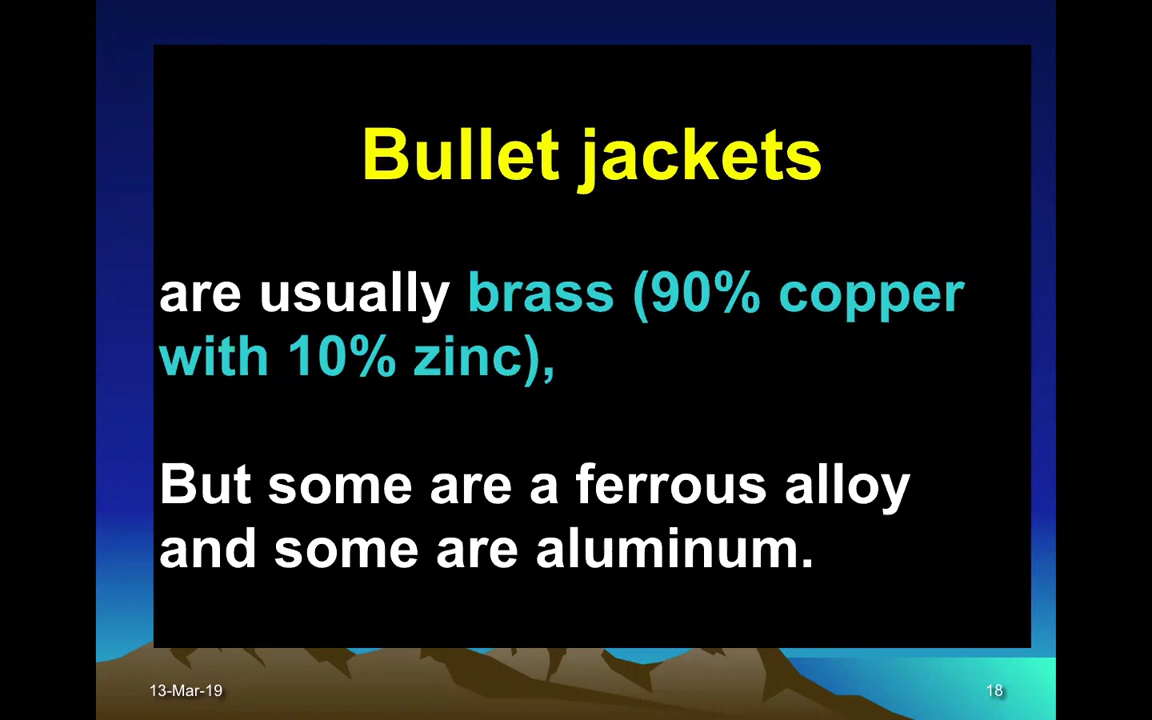 Bullet jackets
are usually brass (90% copper
with 10% zinc),
But some are a ferrous alloy
and some are aluminum.
13-Mar-19
18